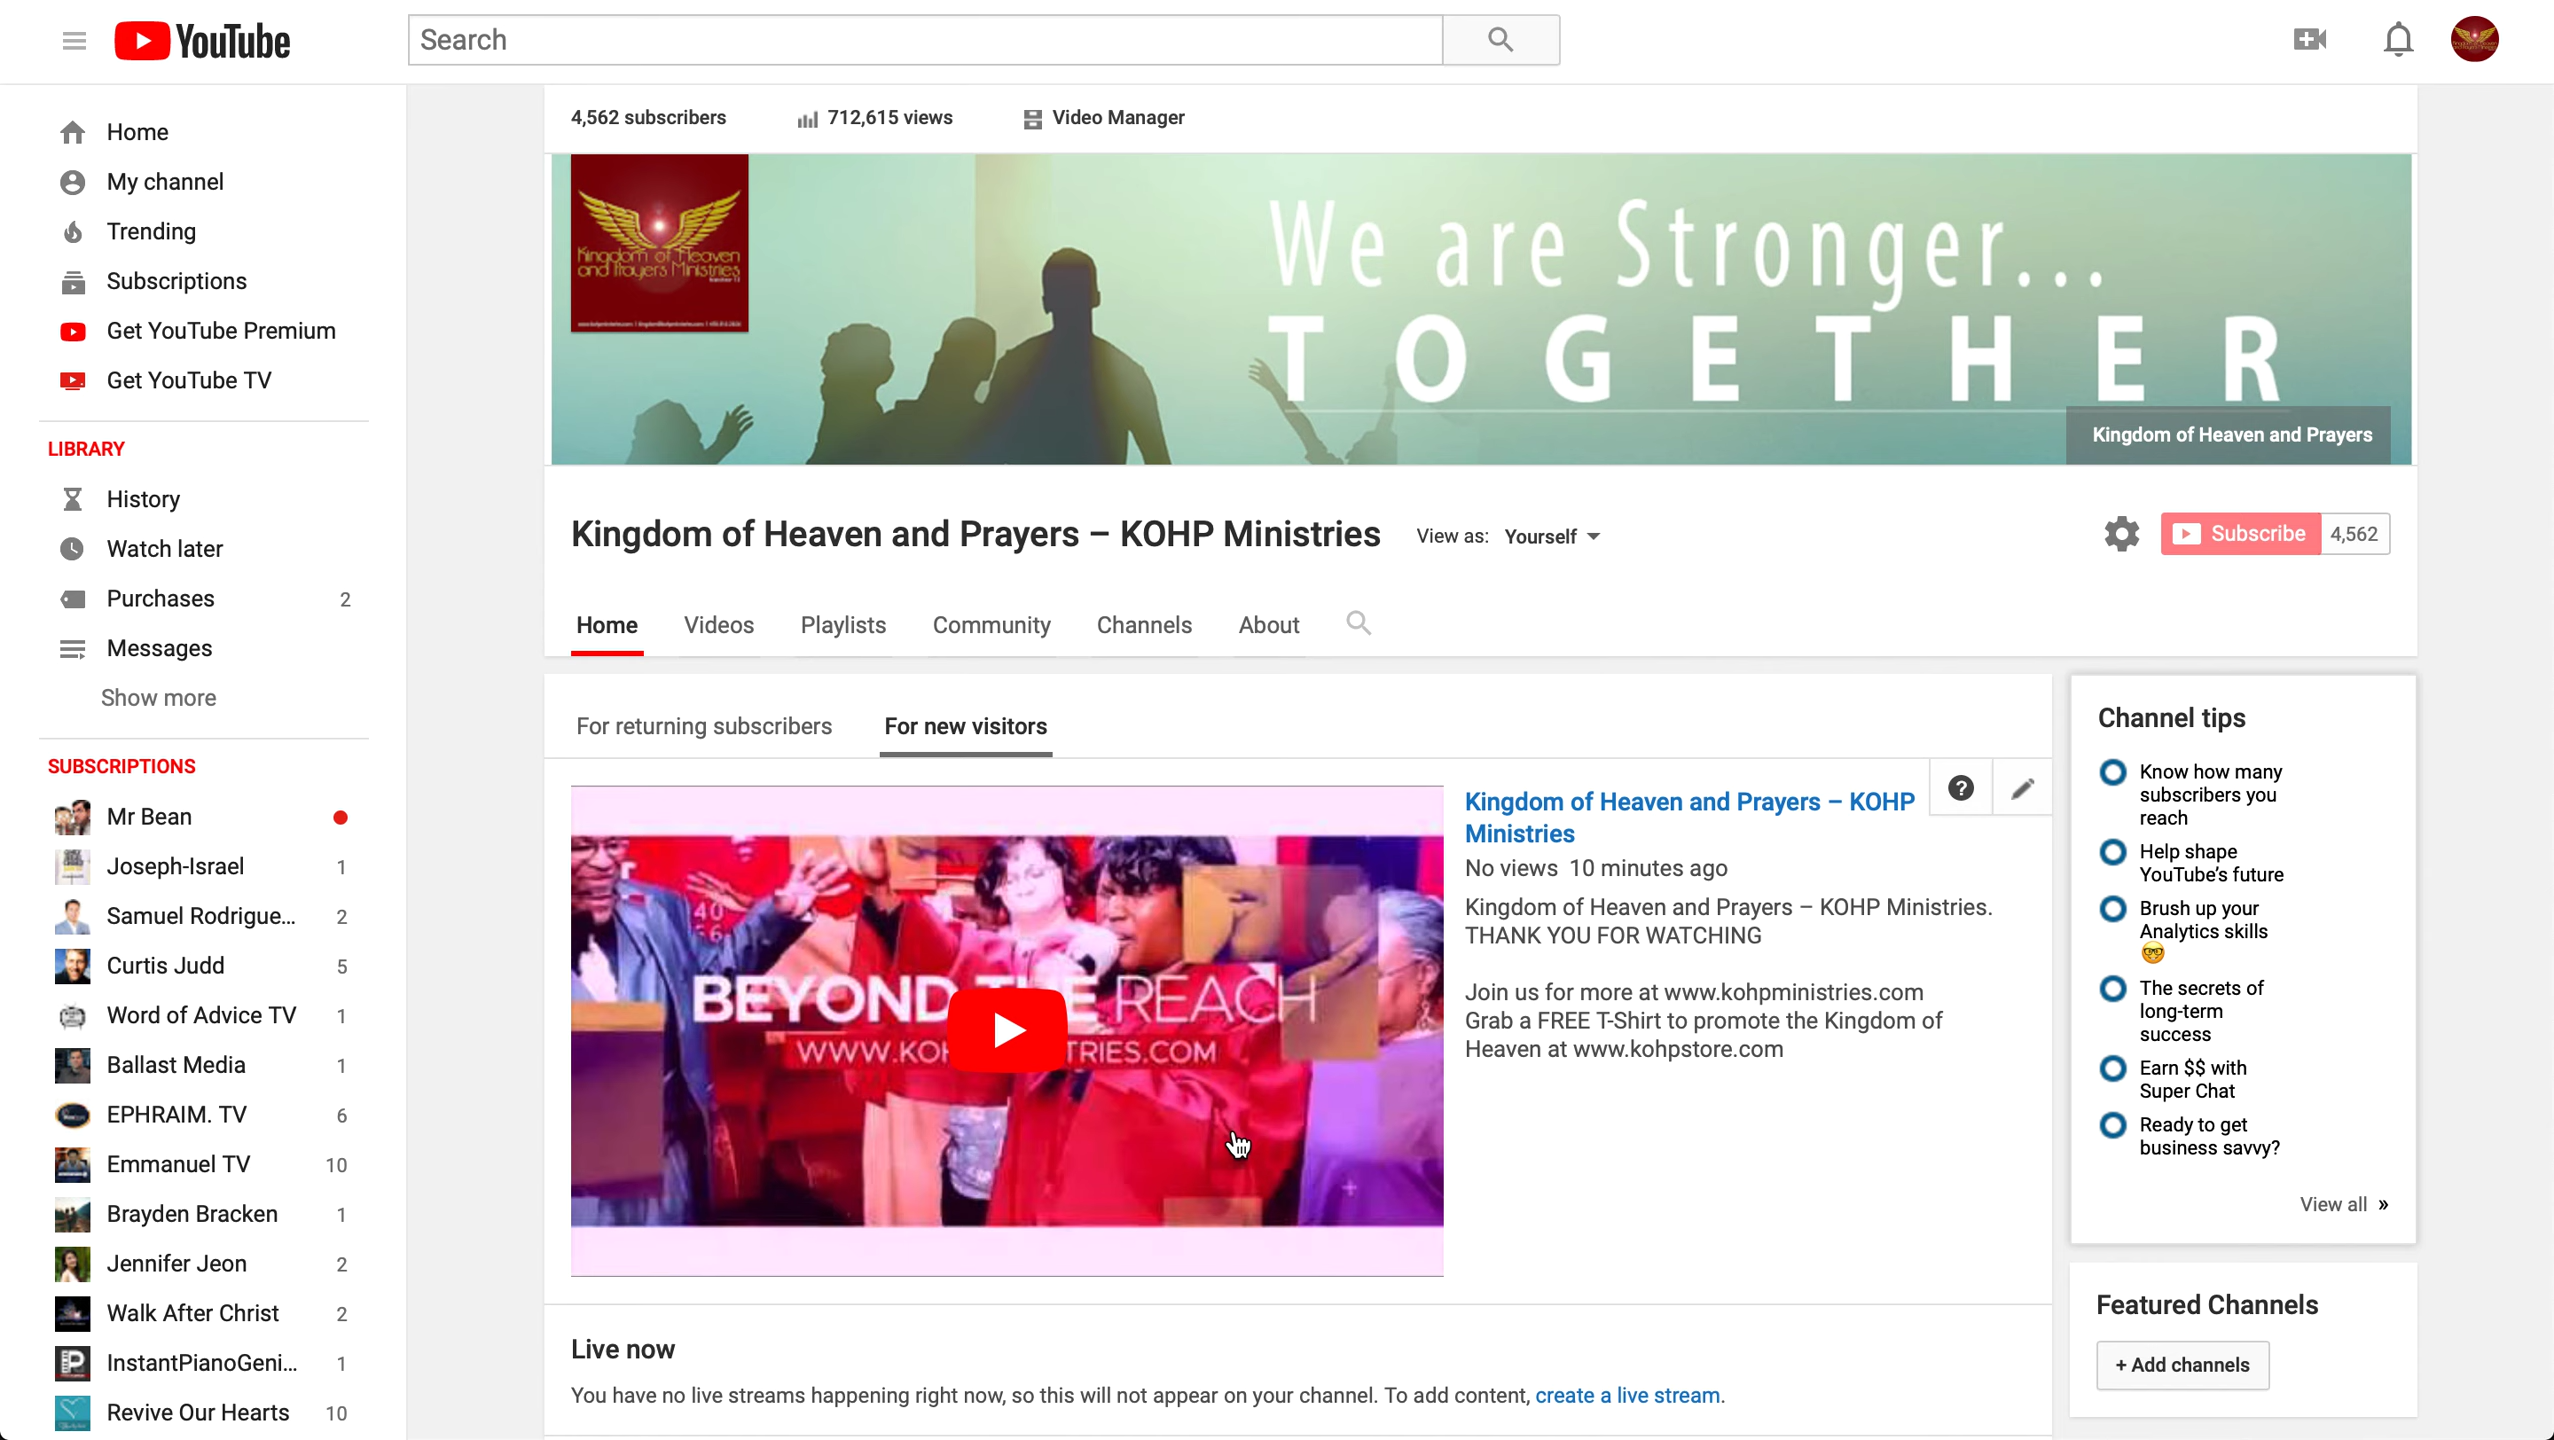 YouTube
Search
Home
My channel
Trending
Subscriptions
Get YouTube Premium
Get YouTube TV
LIBRARY
History
Watch later
Purchases 2
Messages
Show more
SUBSCRIPTIONS
Mr Bean
Joseph-Israel 1
Samuel Rodrigue... 2
Curtis Judd 5
Word of Advice TV 1
Ballast Media 1
EPHRAIM. TV 6
Emmanuel TV 10
Brayden Bracken 1
Jennifer Jeon 2
Walk After Christ 2
InstantPianoGeni... 1
Revive Our Hearts 10
4,562 subscribers 712,615 views Video Manager
Kingdom of Heaven
and Prayers Ministries
We are Stronger...
TOGETHER
Kingdom of Heaven and Prayers
Kingdom of Heaven and Prayers – KOHP Ministries View as: Yourself
Subscribe 4,562
Home Videos Playlists Community Channels About
For returning subscribers For new visitors
BEYOND REACH
Kingdom of Heaven and Prayers – KOHP
Ministries
No views 10 minutes ago
Kingdom of Heaven and Prayers – KOHP Ministries.
THANK YOU FOR WATCHING
Join us for more at www.kohpministries.com
Grab a FREE T-Shirt to promote the Kingdom of
Heaven at www.kohpstore.com
Live now
You have no live streams happening right now, so this will not appear on your channel. To add content, create a live stream.
Channel tips
Know how many
subscribers you
reach
Help shape
YouTube's future
Brush up your
Analytics skills
🤓
The secrets of
long-term
success
Earn $$ with
Super Chat
Ready to get
business savvy?
View all »
Featured Channels
+ Add channels